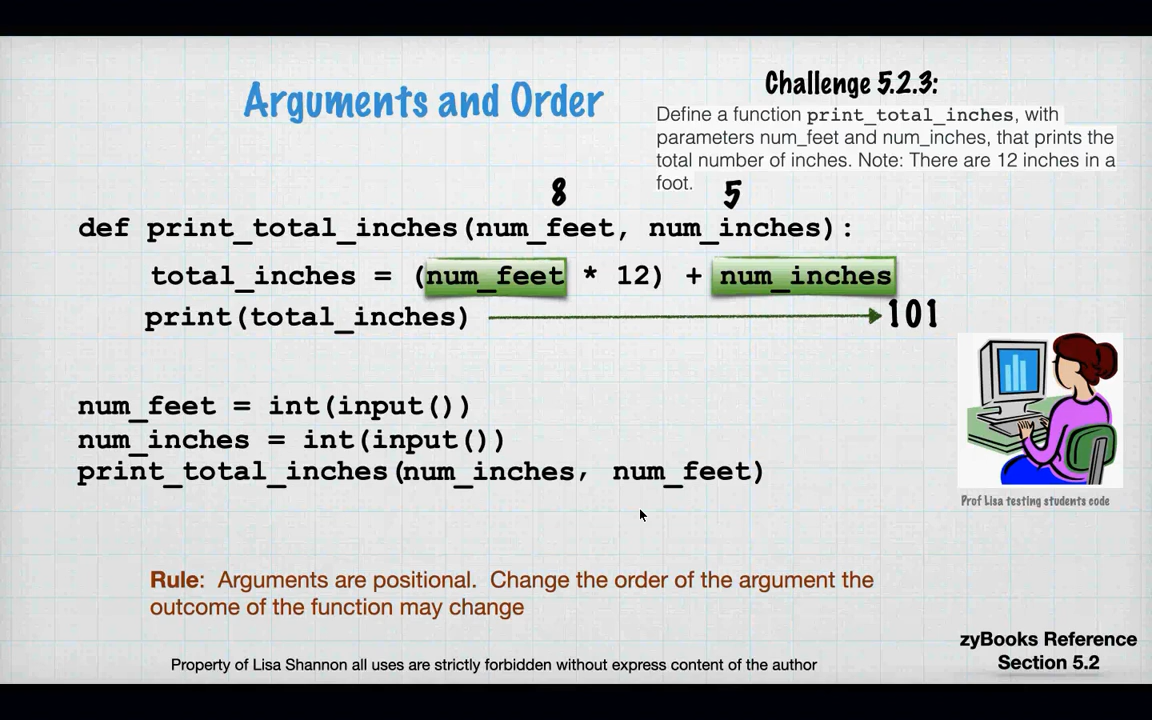 Arguments and Order
Challenge 5.2.3:
Define a function print_total_inches, with
parameters num_feet and num_inches, that prints the
total number of inches. Note: There are 12 inches in a
foot.
8
5
def print_total_inches(num_feet, num_inches):
total_inches = (num_feet * 12) + num_inches
print(total_inches)
101
num_feet = int(input())
num_inches = int(input())
print_total_inches(num_inches, num_feet)
Prof Lisa testing students code
Rule: Arguments are positional. Change the order of the argument the
outcome of the function may change
zyBooks Reference
Section 5.2
Property of Lisa Shannon all uses are strictly forbidden without express content of the author